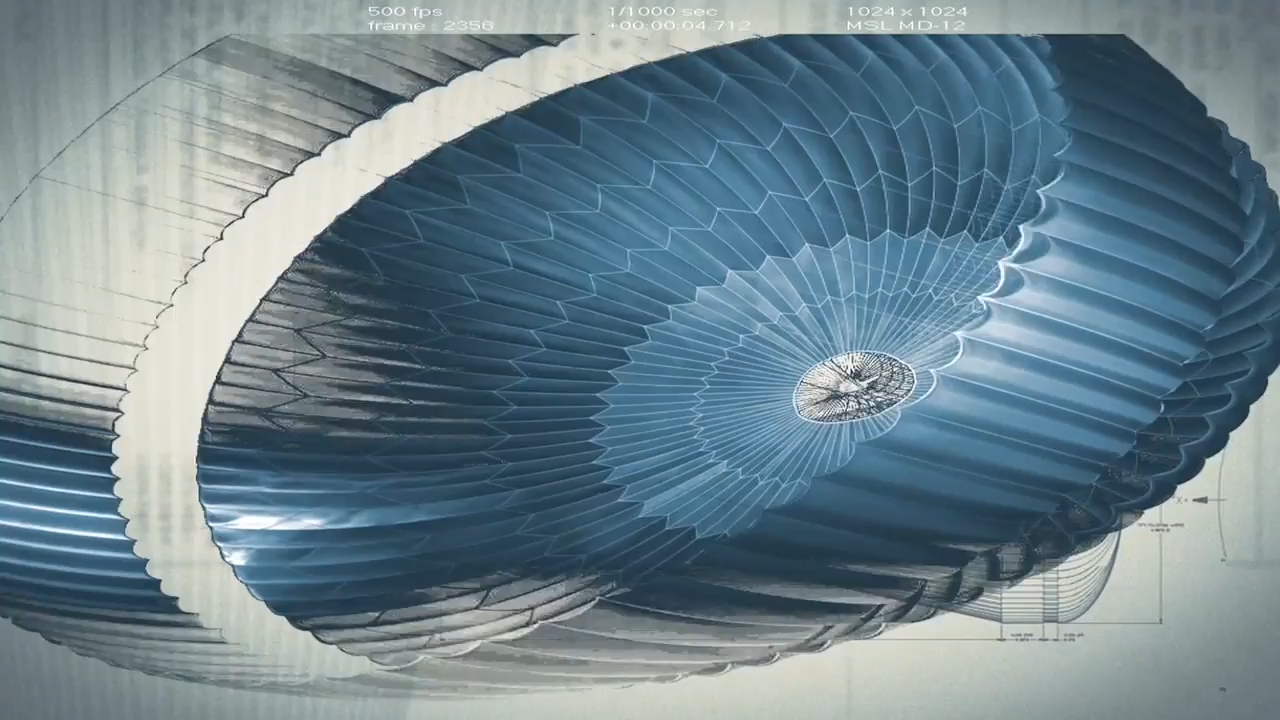 500 fps
frame : 2356
1/1000 sec
+00:00:04.712
1024 x 1024
MSL MD-12